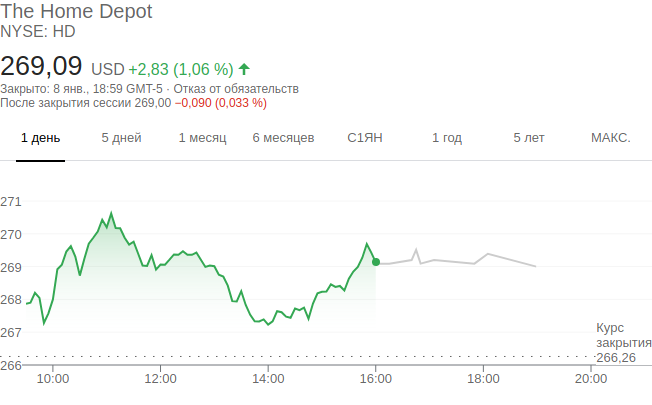 The Home Depot
NYSE: HD
269,09 USD +2,83 (1,06 %)
Закрыто: 8 янв., 18:59 GMT-5 · Отказ от обязательств
После закрытия сессии 269,00 −0,090 (0,033 %)
1 день 5 дней 1 месяц 6 месяцев С1ЯН 1 год 5 лет МАКС.
271
270
269
268
267
266
Курс
закрытия
266,26
10:00 12:00 14:00 16:00 18:00 20:00